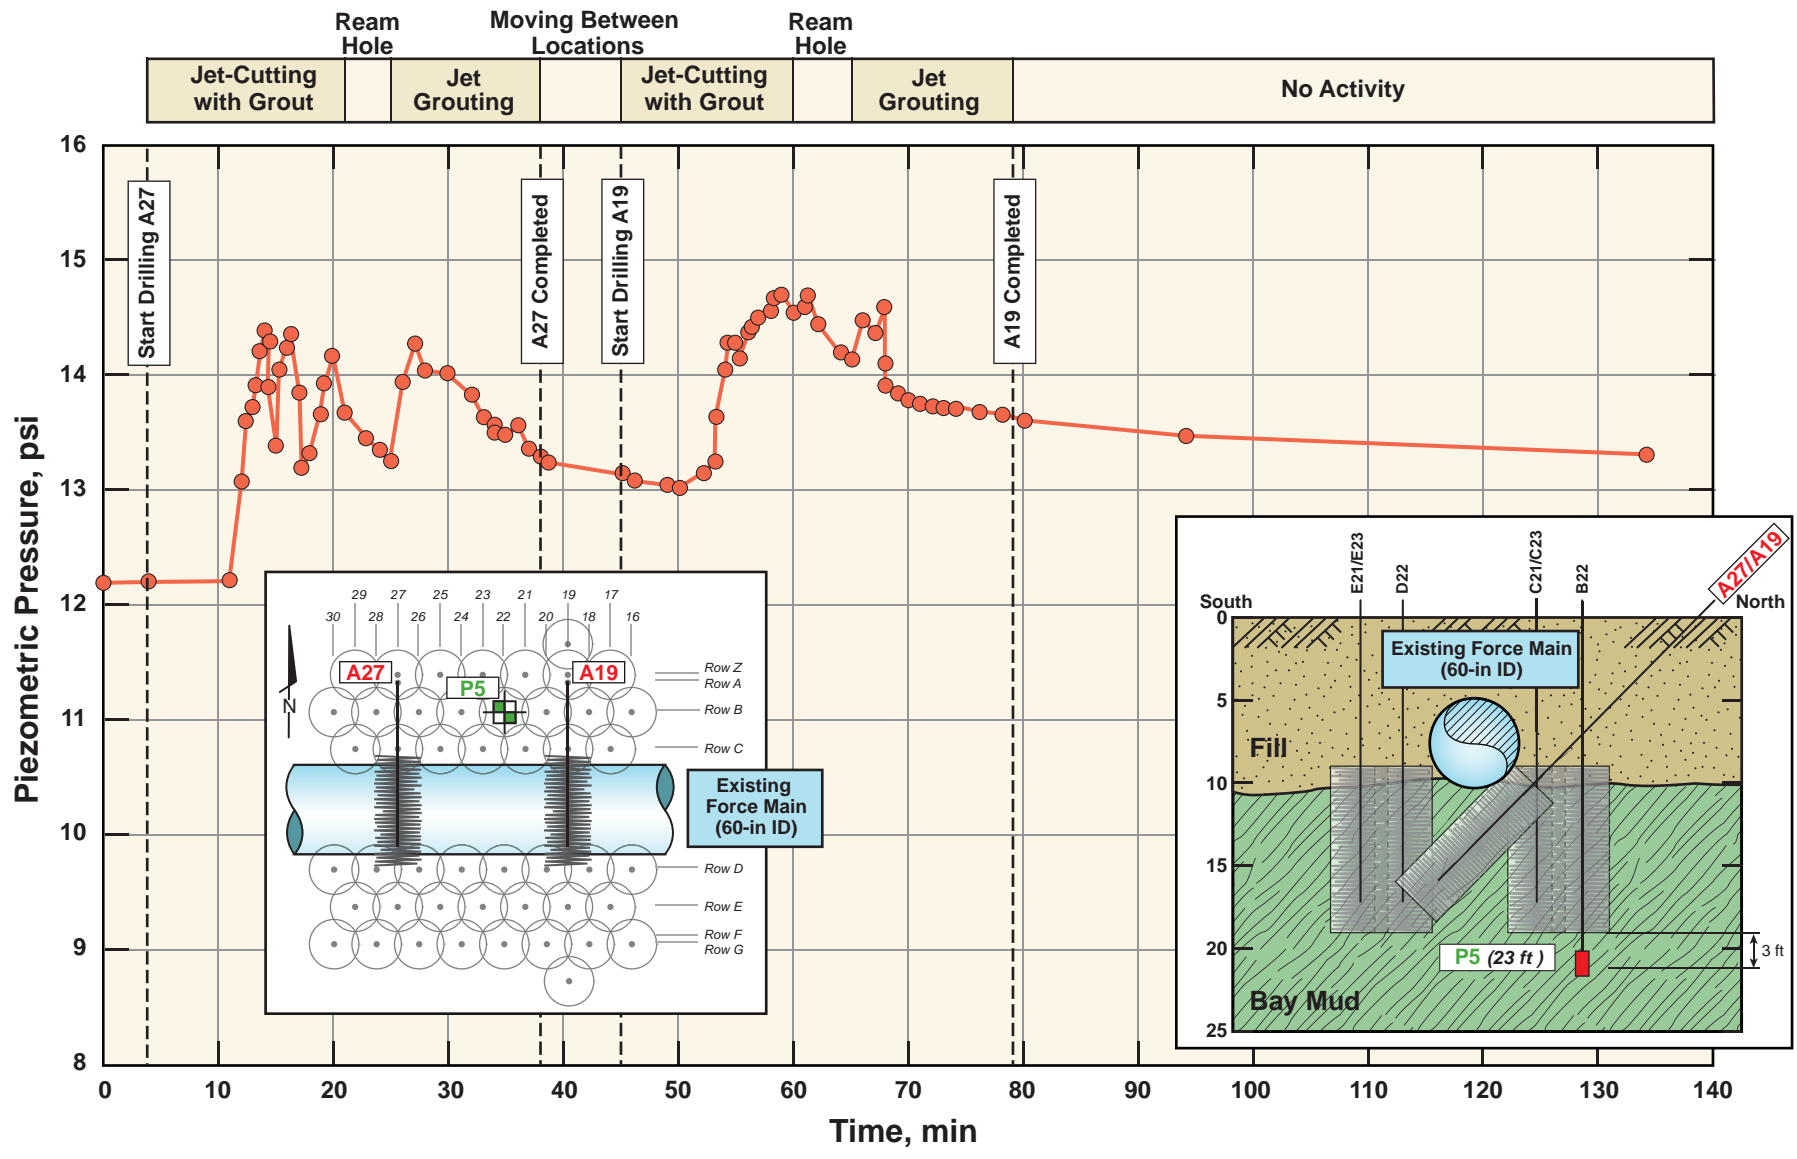 Ream
Hole
Moving Between
Locations
Ream
Hole
Jet-Cutting
with Grout
Jet
Grouting
Jet-Cutting
with Grout
Jet
Grouting
No Activity
Piezometric Pressure, psi
16
15
14
13
12
11
10
9
8
Start Drilling A27
A27 Completed
Start Drilling A19
A19 Completed
29
27
25
23
21
19
17
30
28
26
24
22
20
18
16
A27
P5
A19
N
Row Z
Row A
Row B
Row C
Existing
Force Main
(60-in ID)
Row D
Row E
Row F
Row G
E21/E23
D22
C21/C23
B22
A27/A19
South
North
0
5
10
15
20
25
Existing Force Main
(60-in ID)
Fill
P5 (23 ft )
3 ft
Bay Mud
0 10 20 30 40 50 60 70 80 90 100 110 120 130 140
Time, min